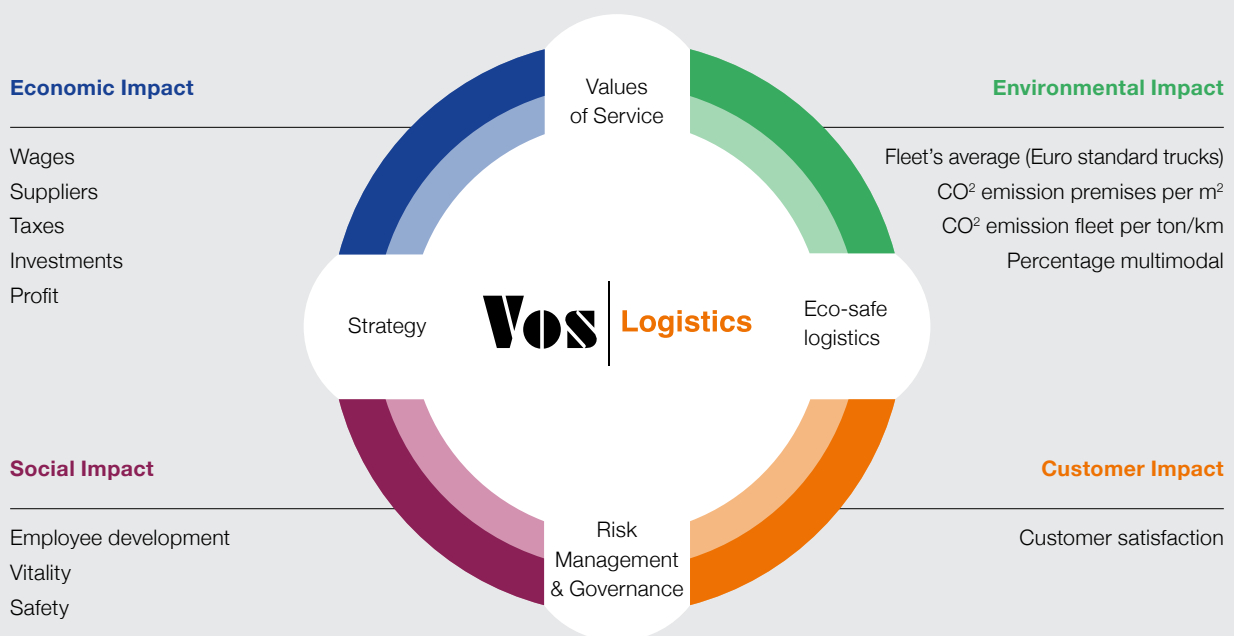 Economic Impact
Wages
Suppliers
Taxes
Investments
Profit
Values
of Service
Environmental Impact
Fleet's average (Euro standard trucks)
CO² emission premises per m²
CO² emission fleet per ton/km
Percentage multimodal
Strategy
Vos Logistics
Eco-safe
logistics
Social Impact
Employee development
Vitality
Safety
Risk
Management
& Governance
Customer Impact
Customer satisfaction